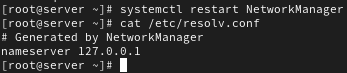 [root@server ~]# systemctl restart NetworkManager
[root@server ~]# cat /etc/resolv.conf
# Generated by NetworkManager
nameserver 127.0.0.1
[root@server ~]#